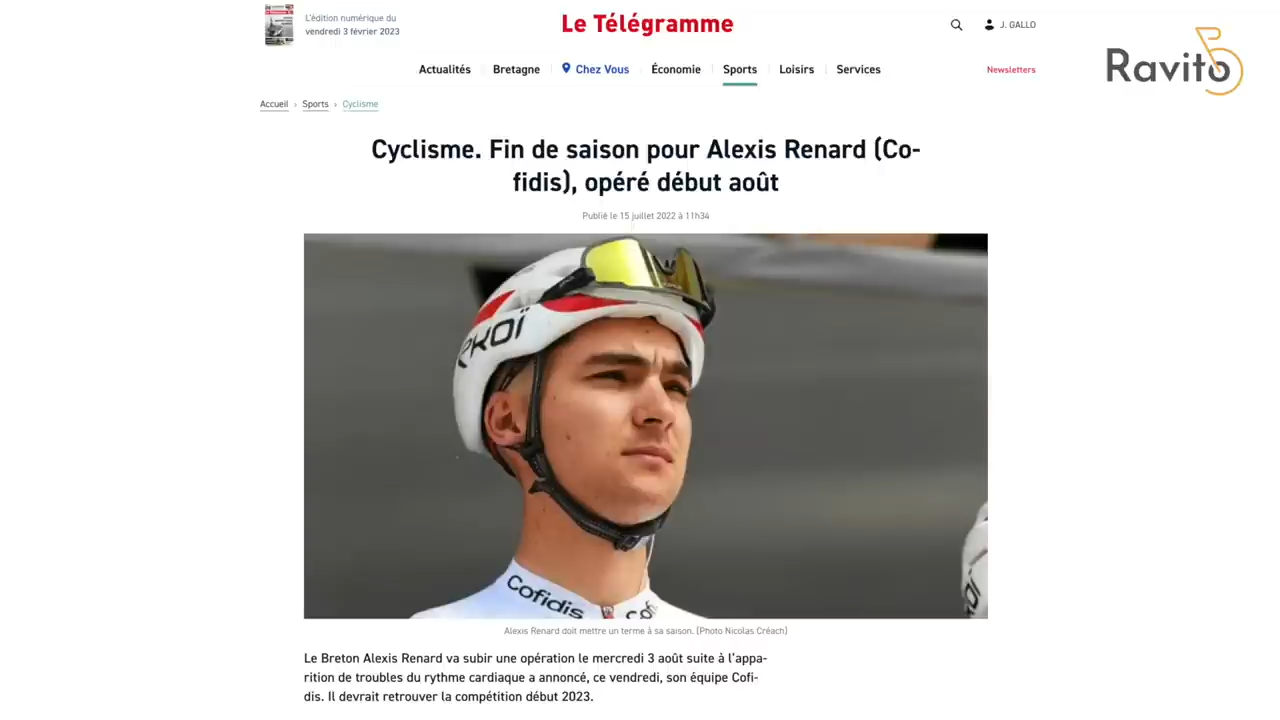 L'édition numérique du
vendredi 3 février 2023
Le Télégramme
J. GALLO
Ravito
Actualités
Bretagne
Chez Vous
Économie
Sports
Loisirs
Services
Newsletters
Accueil › Sports › Cyclisme
Cyclisme. Fin de saison pour Alexis Renard (Co-
fidis), opéré début août
Publié le 15 juillet 2022 à 11h34
EKOÏ
Cofidis
Cofi
Alexis Renard doit mettre un terme à sa saison. (Photo Nicolas Créach)
Le Breton Alexis Renard va subir une opération le mercredi 3 août suite à l'appa-
rition de troubles du rythme cardiaque a annoncé, ce vendredi, son équipe Cofi-
dis. Il devrait retrouver la compétition début 2023.